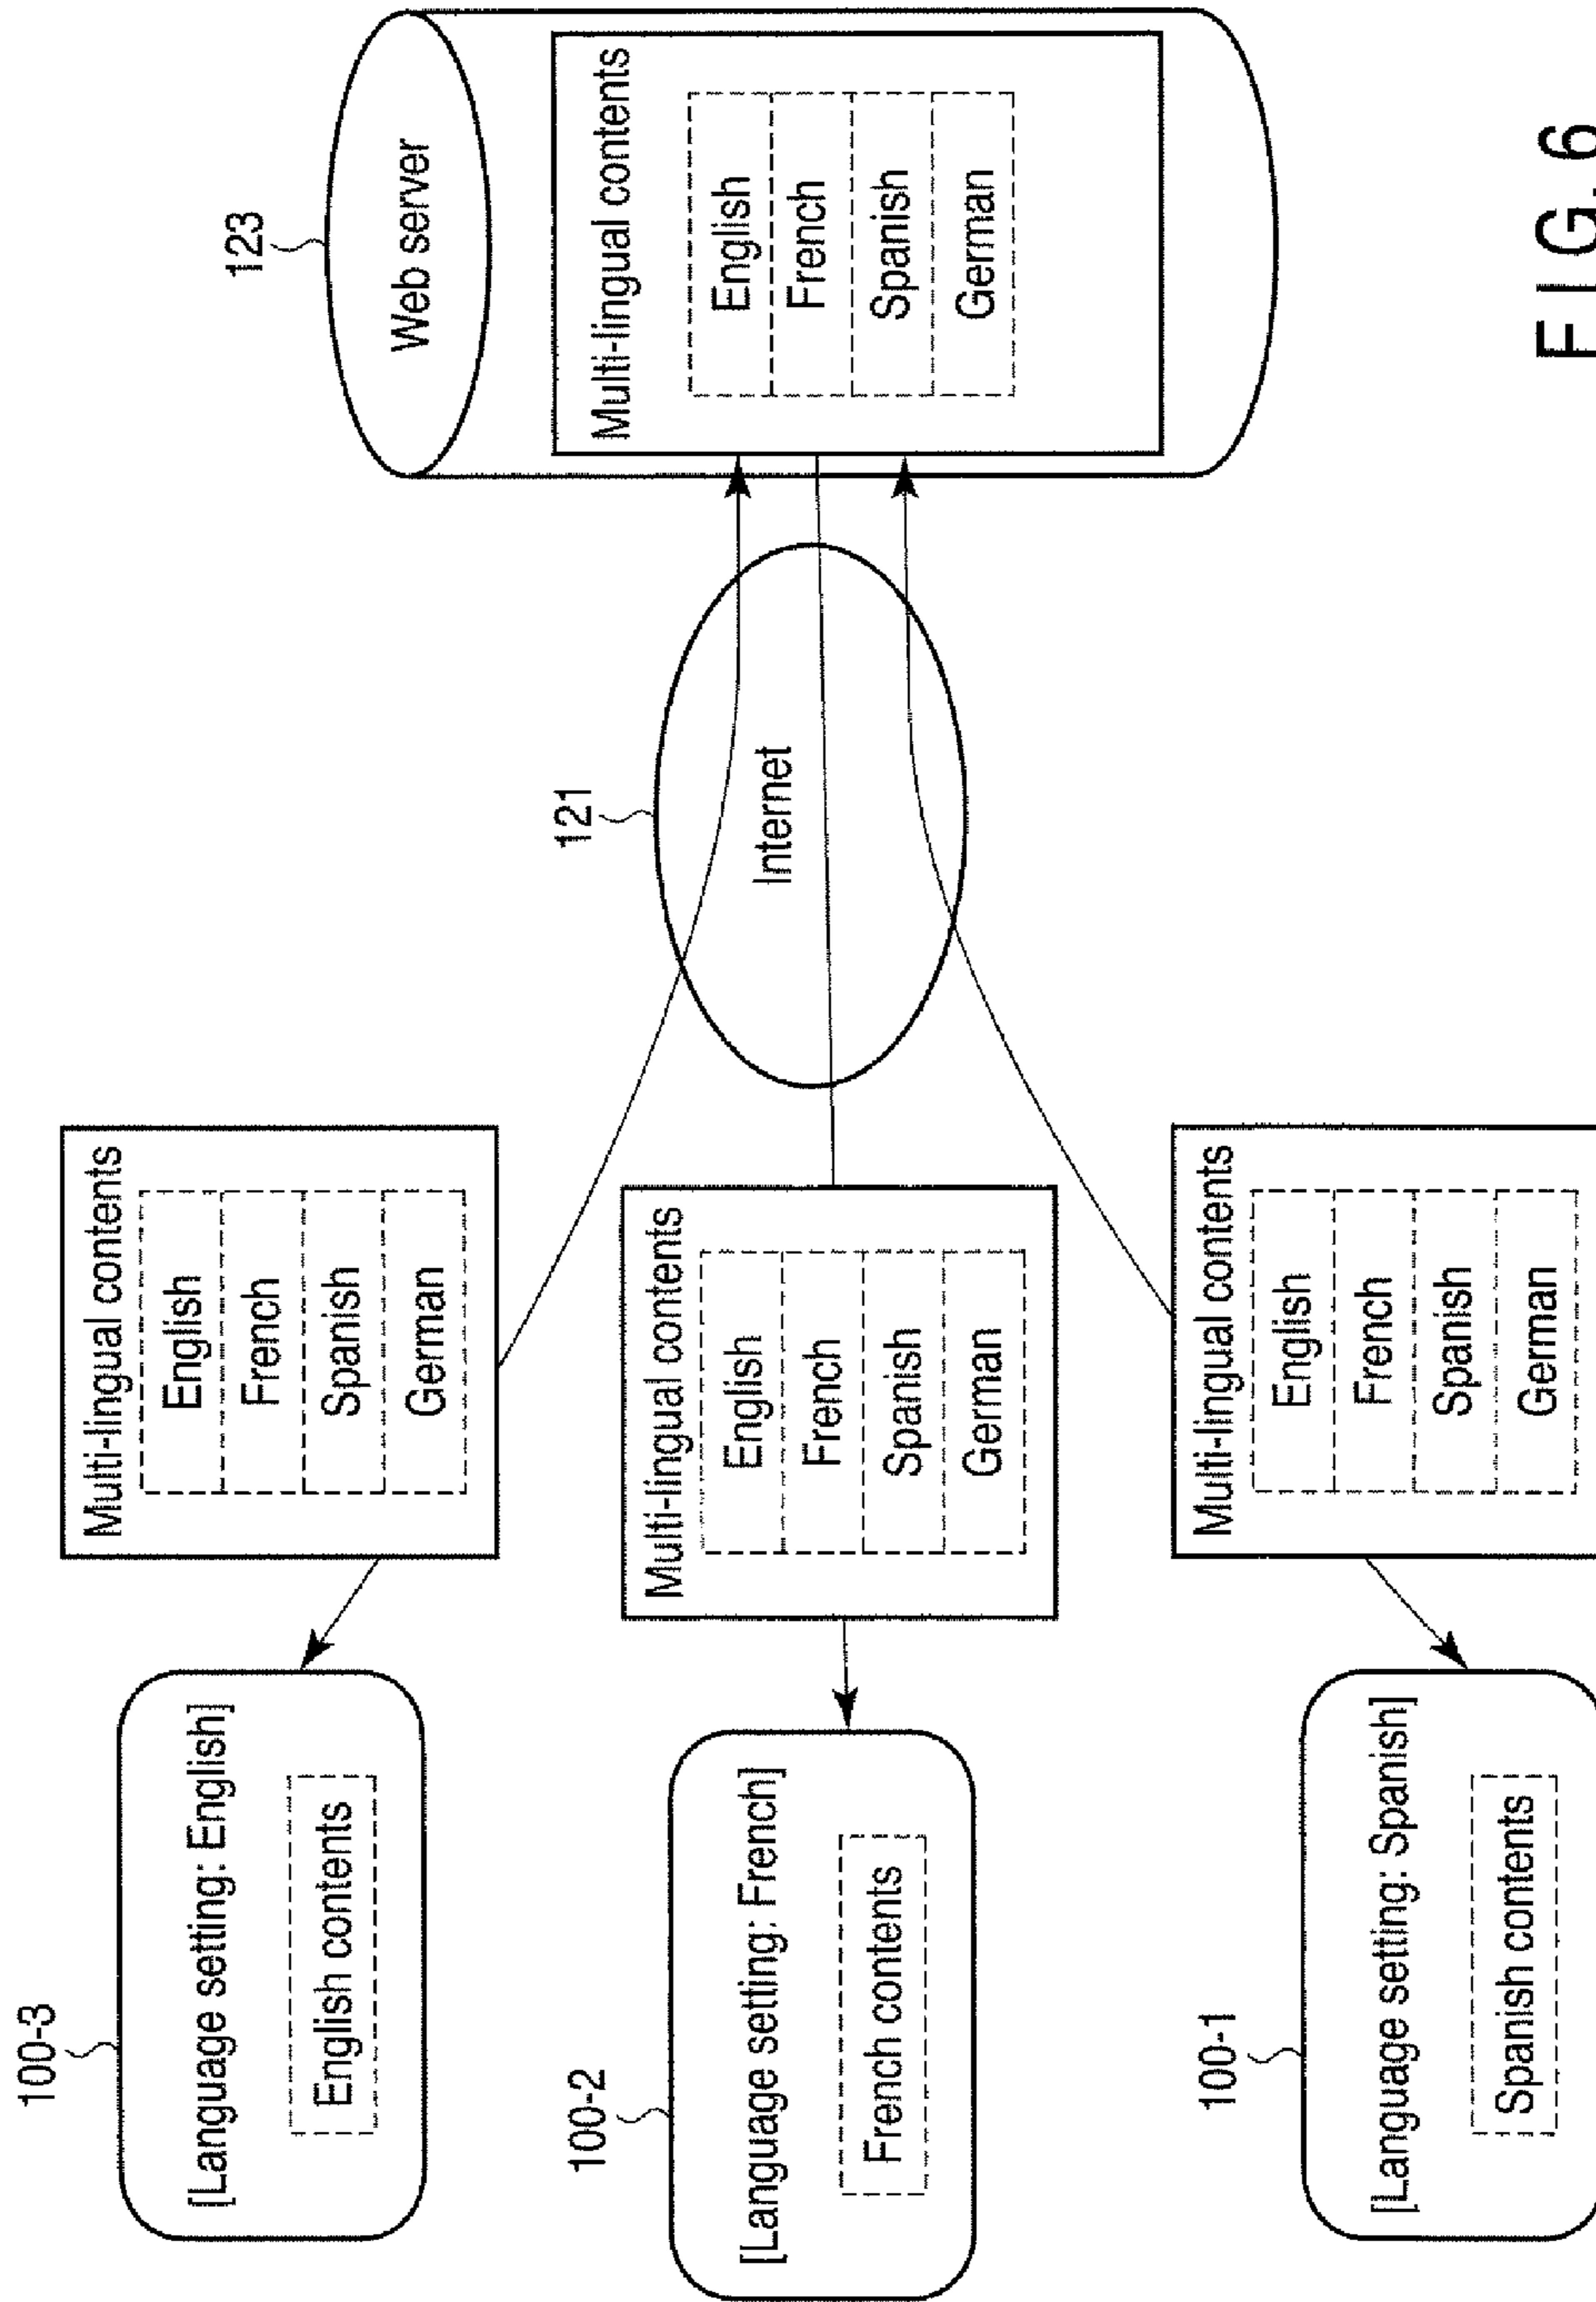 100-3
[Language setting: English]
English contents
Multi-lingual contents
English
French
Spanish
German
100-2
[Language setting: French]
French contents
Multi-lingual contents
English
French
Spanish
German
100-1
[Language setting: Spanish]
Spanish contents
Multi-lingual contents
English
French
Spanish
German
121
Internet
123
Web server
Multi-lingual contents
English
French
Spanish
German
FIG. 6